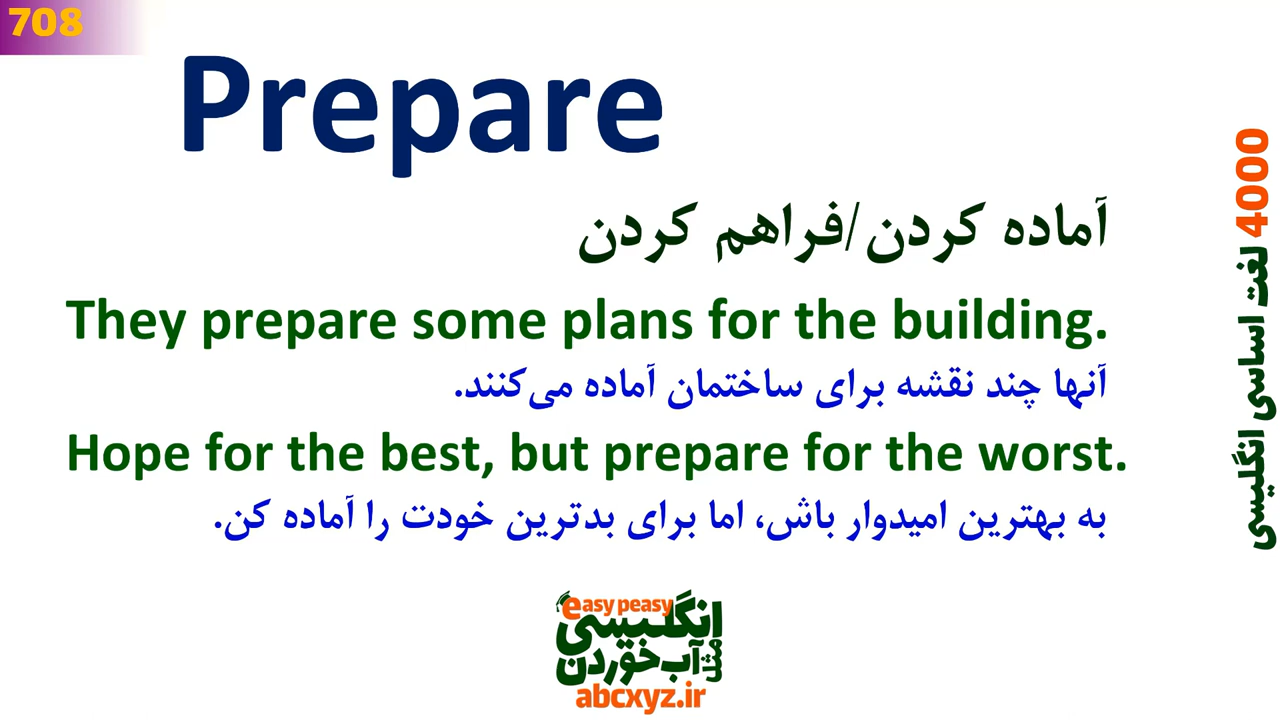 708
Prepare
آماده کردن/فراهم کردن
They prepare some plans for the building.
آنها چند نقشه برای ساختمان آماده می‌کنند.
Hope for the best, but prepare for the worst.
به بهترین امیدوار باش، اما برای بدترین خودت را آماده کن.
4000 لغت اساسی انگلیسی
easy peasy
انگلیسی
مثل آب خوردن
abcxyz.ir